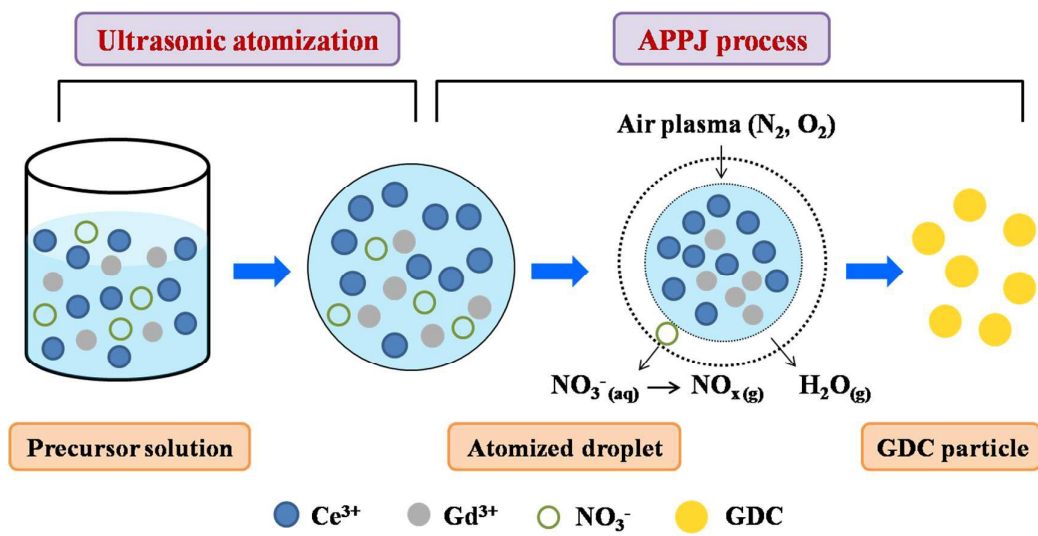 Ultrasonic atomization
APPJ process
Air plasma (N₂, O₂)
NO₃⁻(aq) → NOₓ(g)
H₂O(g)
Precursor solution
Atomized droplet
GDC particle
Ce³⁺
Gd³⁺
NO₃⁻
GDC